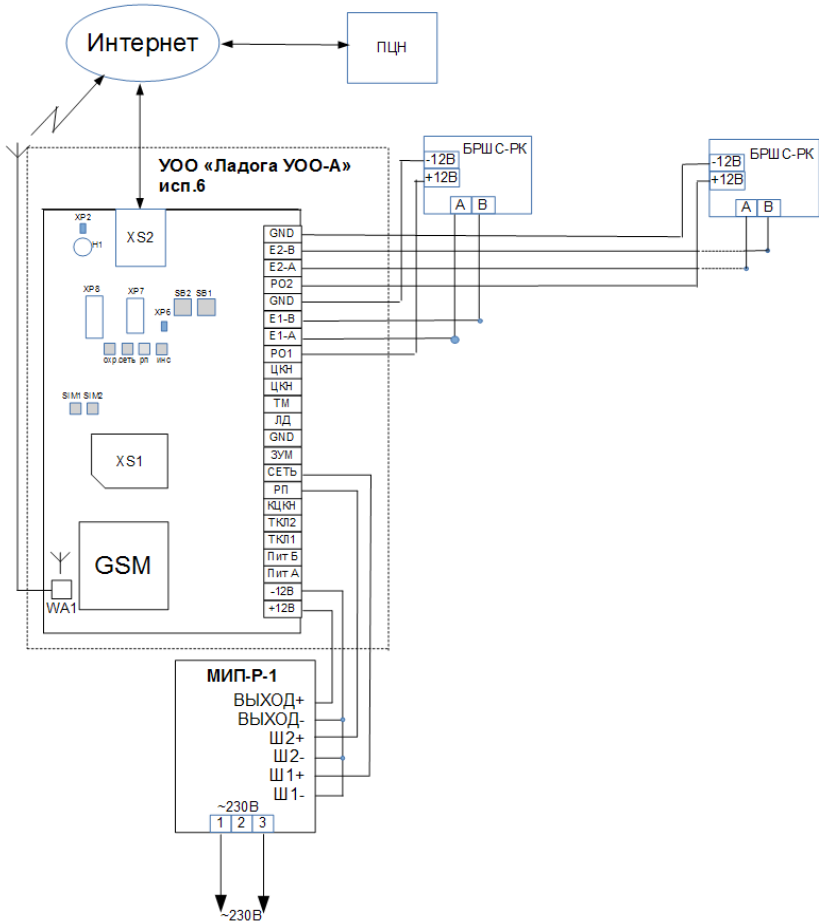 Интернет
ПЦН
УОО «Ладога УОО-А»
исп.6
БРШС-РК
-12В
+12В
A B
БРШС-РК
-12В
+12В
A B
XP2
H1
XS2
XP8
XP7
SB2 SB1
XP6
охр. сеть рп инс
SIM1 SIM2
XS1
GSM
WA1
GND
E2-B
E2-A
PO2
GND
E1-B
E1-A
PO1
ЦКН
ЦКН
ТМ
ЛД
GND
ЗУМ
СЕТЬ
РП
КЦКН
ТКЛ2
ТКЛ1
Пит Б
Пит А
-12В
+12В
МИП-Р-1
ВЫХОД+
ВЫХОД-
Ш2+
Ш2-
Ш1+
Ш1-
~230В
1 2 3
~230В